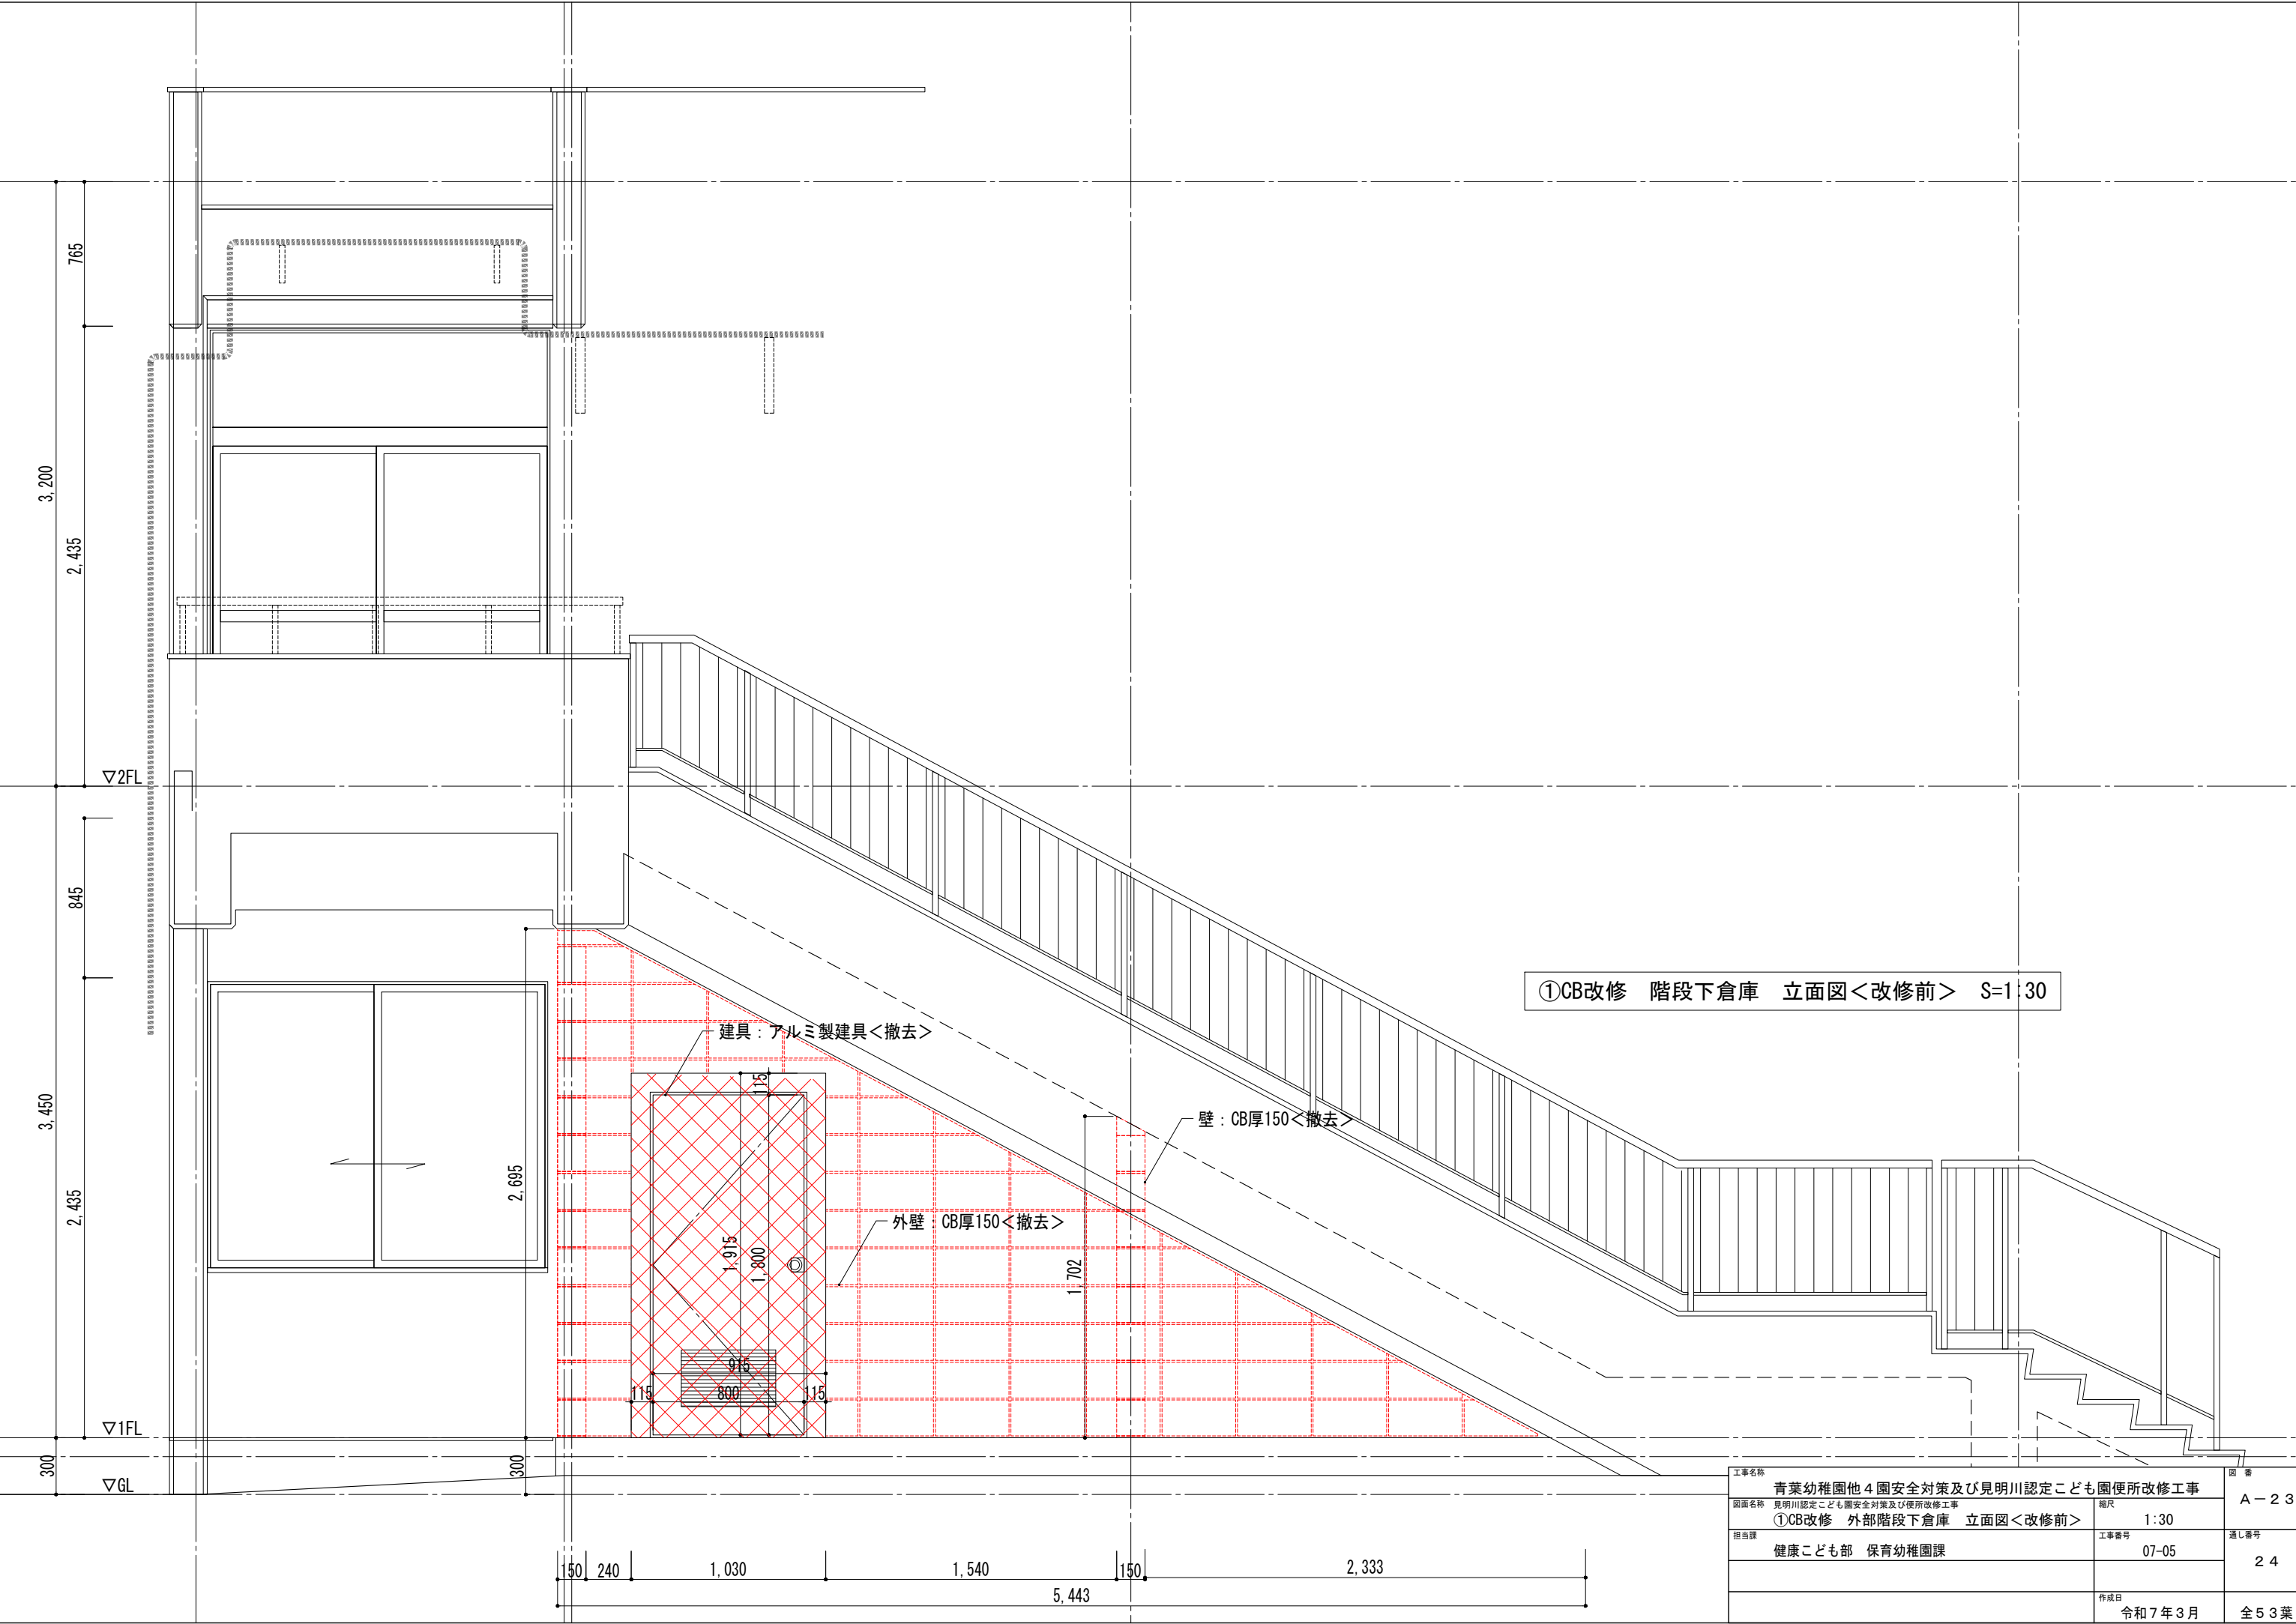 765
3,200
2,435
▽2FL
845
3,450
2,435
2,695
▽1FL
300
300
▽GL
①CB改修　階段下倉庫　立面図＜改修前＞　S=1:30
建具：アルミ製建具＜撤去＞
115
壁：CB厚150＜撤去＞
外壁：CB厚150＜撤去＞
1,915
1,800
1,702
915
115
800
115
150
240
1,030
1,540
150
2,333
5,443
工事名称
青葉幼稚園他４園安全対策及び見明川認定こども園便所改修工事
図番
A－２３
図面名称
見明川認定こども園安全対策及び便所改修工事
①CB改修　外部階段下倉庫　立面図＜改修前＞
縮尺
1:30
担当課
健康こども部　保育幼稚園課
工事番号
07-05
通し番号
２４
作成日
令和７年３月
全５３葉